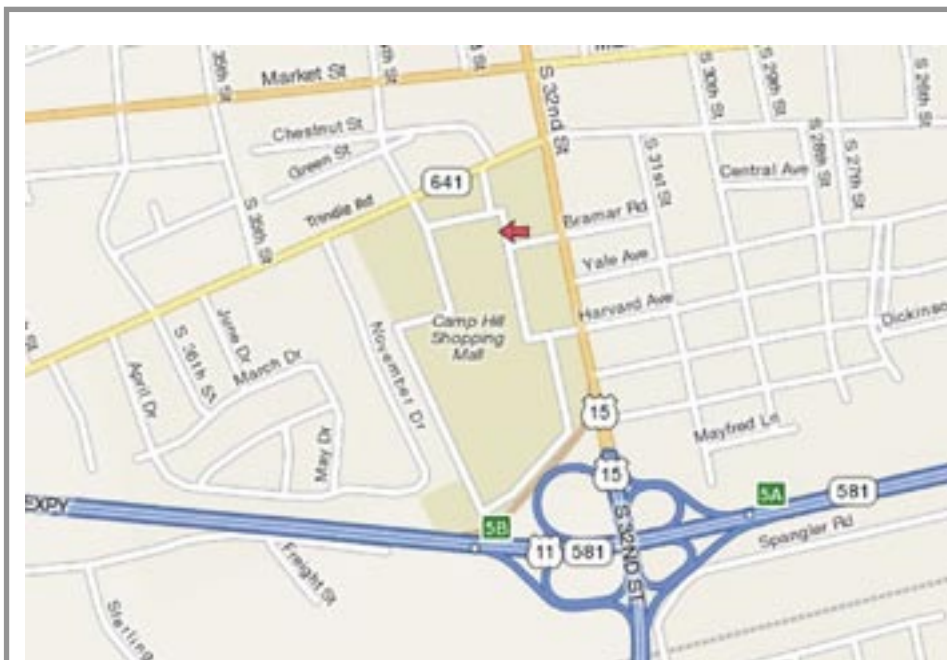 Market St
35th St
S 32nd St
S 30th St
S 29th St
S 26th St
Chestnut St
Green St
641
S 31st St
Central Ave
S 28th St
S 27th St
Trindle Rd
S 35th St
Bramar Rd
Yale Ave
Harvard Ave
Dickinson
Camp Hill
Shopping
Mall
June Dr
S 36th St
March Dr
November Dr
April Dr
May Dr
15
Mayfred Ln
15
EXPY
5B
11
581
S 32ND ST
5A
581
Spangler Rd
Freight St
Sterling